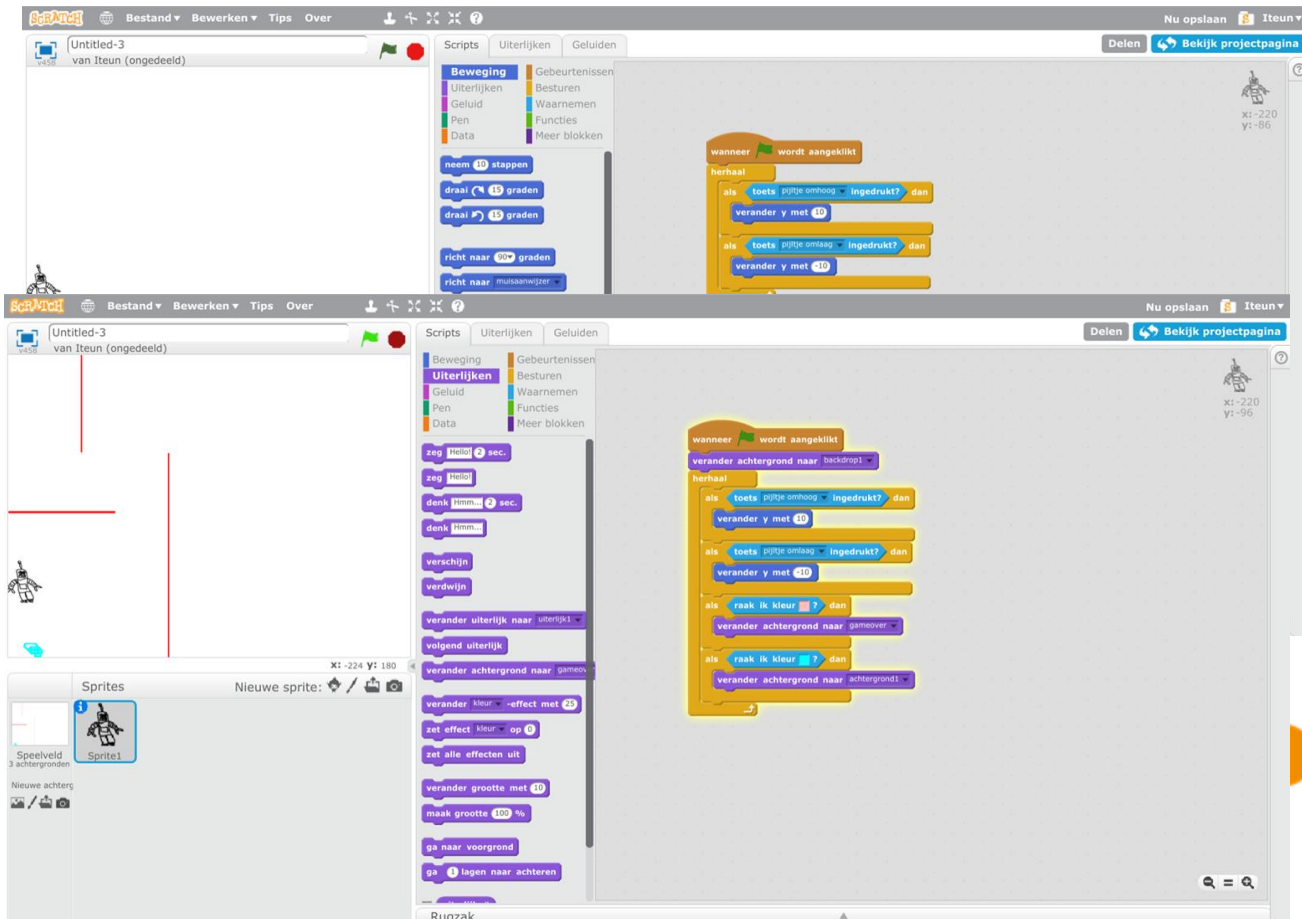 SCRATCH Bestand Bewerken Tips Over Nu opslaan Iteun
Untitled-3
v458 van Iteun (ongedeeld)
Scripts Uiterlijken Geluiden
Delen Bekijk projectpagina
Beweging Gebeurtenissen
Uiterlijken Besturen
Geluid Waarnemen
Pen Functies
Data Meer blokken
neem 10 stappen
draai 15 graden
draai 15 graden
richt naar 90 graden
richt naar muisaanwijzer
x: -220
y: -86
wanneer wordt aangeklikt
herhaal
als toets pijltje omhoog ingedrukt? dan
verander y met 10
als toets pijltje omlaag ingedrukt? dan
verander y met -10
SCRATCH Bestand Bewerken Tips Over Nu opslaan Iteun
Untitled-3
v458 van Iteun (ongedeeld)
Scripts Uiterlijken Geluiden
Delen Bekijk projectpagina
X: -224 Y: 180
Sprites Nieuwe sprite:
Speelveld
3 achtergronden
Sprite1
Nieuwe achterg
Beweging Gebeurtenissen
Uiterlijken Besturen
Geluid Waarnemen
Pen Functies
Data Meer blokken
zeg Hello! 2 sec.
zeg Hello!
denk Hmm... 2 sec.
denk Hmm...
verschijn
verdwijn
verander uiterlijk naar uiterlijk1
volgend uiterlijk
verander achtergrond naar gameov
verander kleur -effect met 25
zet effect kleur op 0
zet alle effecten uit
verander grootte met 10
maak grootte 100 %
ga naar voorgrond
ga 1 lagen naar achteren
x: -220
y: -96
wanneer wordt aangeklikt
verander achtergrond naar backdrop1
herhaal
als toets pijltje omhoog ingedrukt? dan
verander y met 10
als toets pijltje omlaag ingedrukt? dan
verander y met -10
als raak ik kleur ? dan
verander achtergrond naar gameover
als raak ik kleur ? dan
verander achtergrond naar achtergrond1
Rugzak